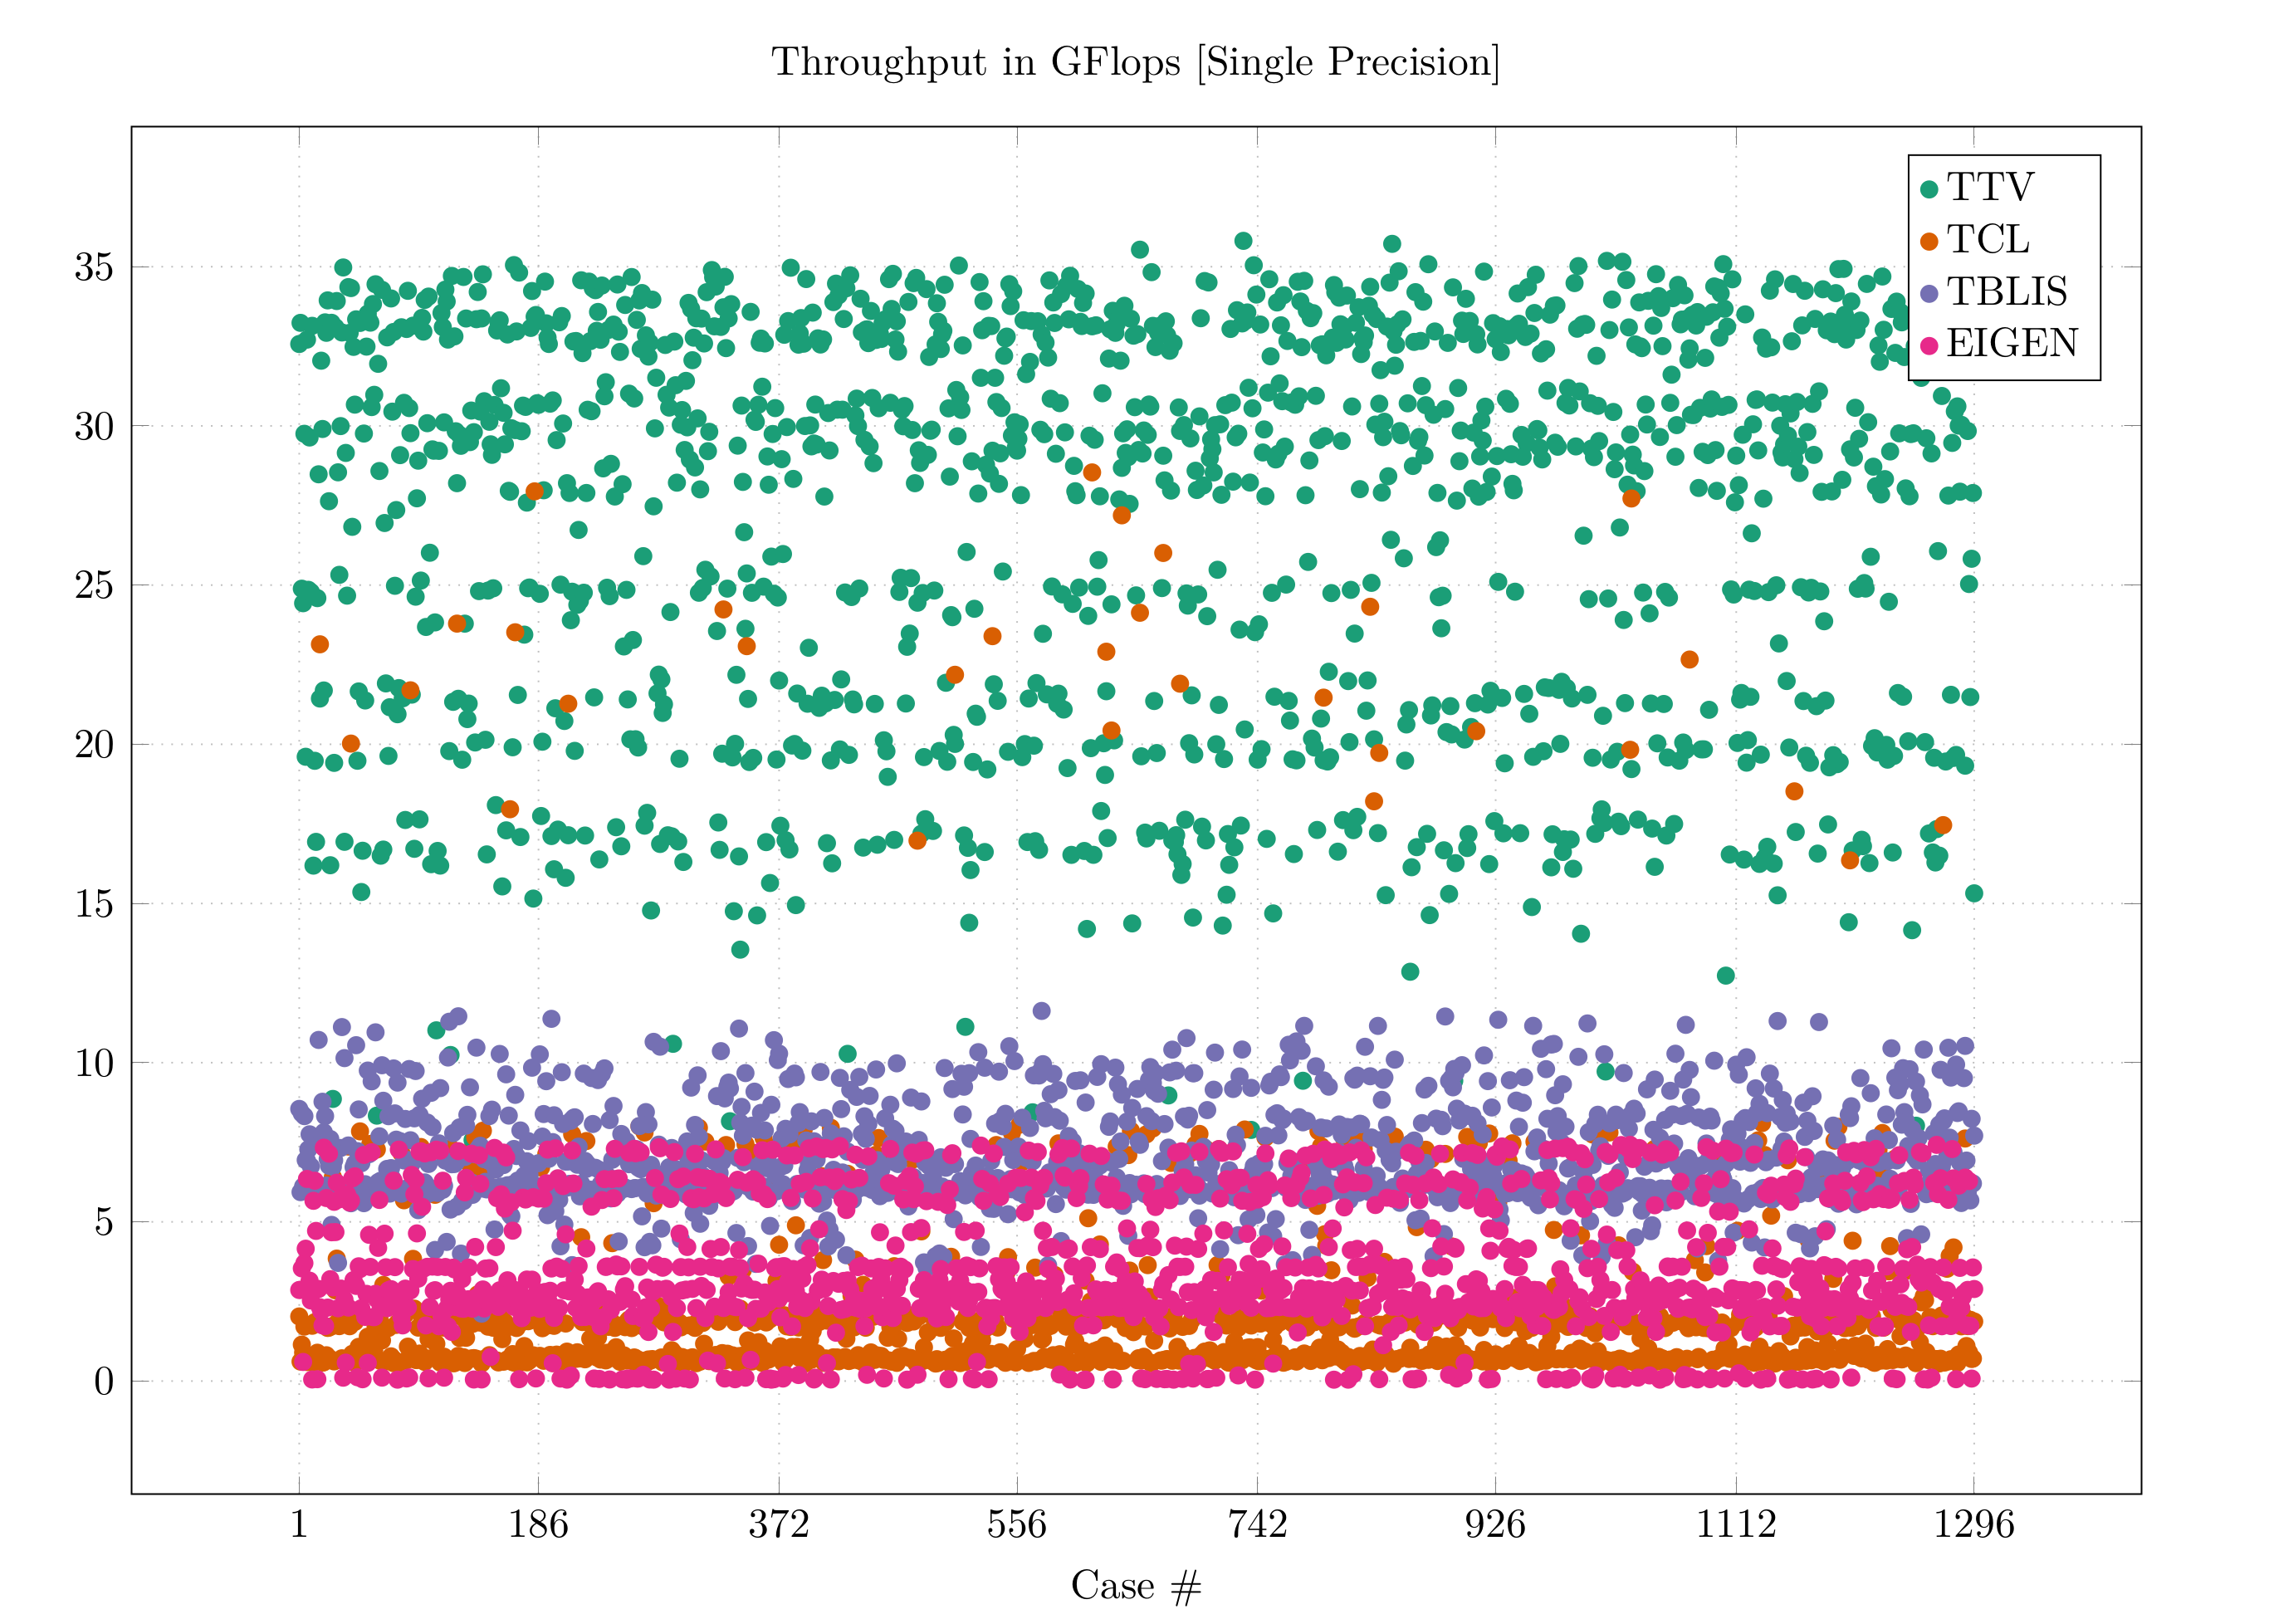 Throughput in GFlops [Single Precision]
TTV
TCL
TBLIS
EIGEN
35
30
25
20
15
10
5
0
1 186 372 556 742 926 1112 1296
Case #